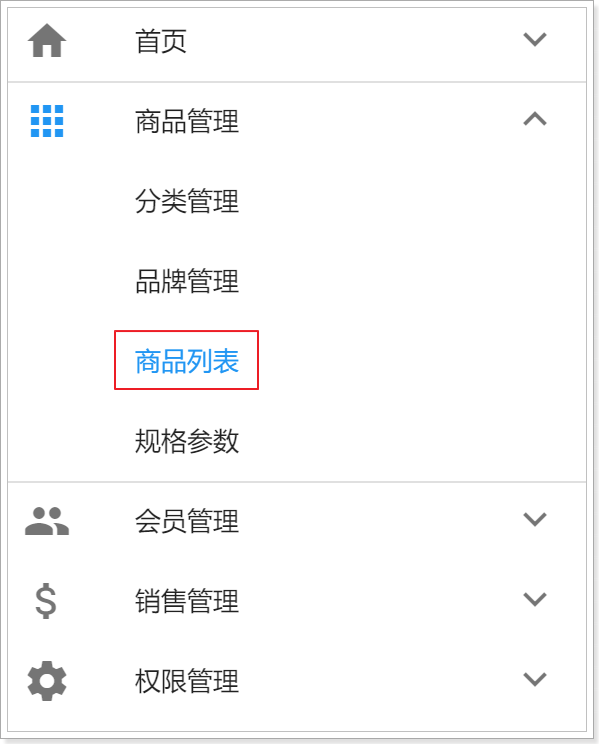 首页
商品管理
分类管理
品牌管理
商品列表
规格参数
会员管理
销售管理
权限管理